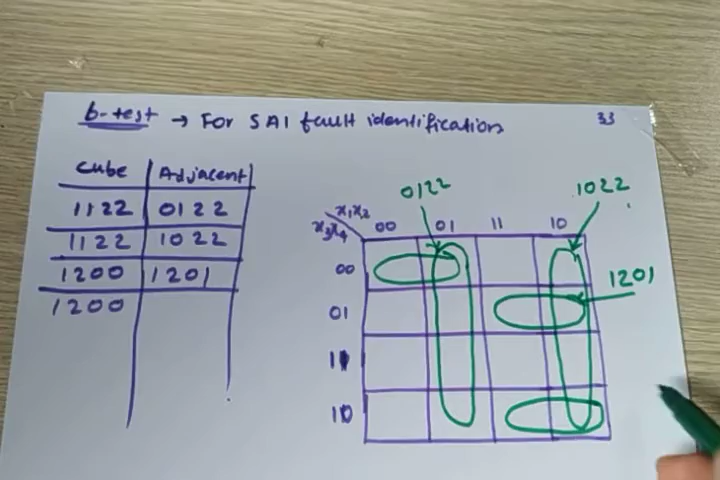 b-test → For SA1 fault identification 33
Cube Adjacent
1122 0122
1122 1022
1200 1201
1200
0122
1022
1201
x1x2
x3x4
00 01 11 10
00
01
11
10